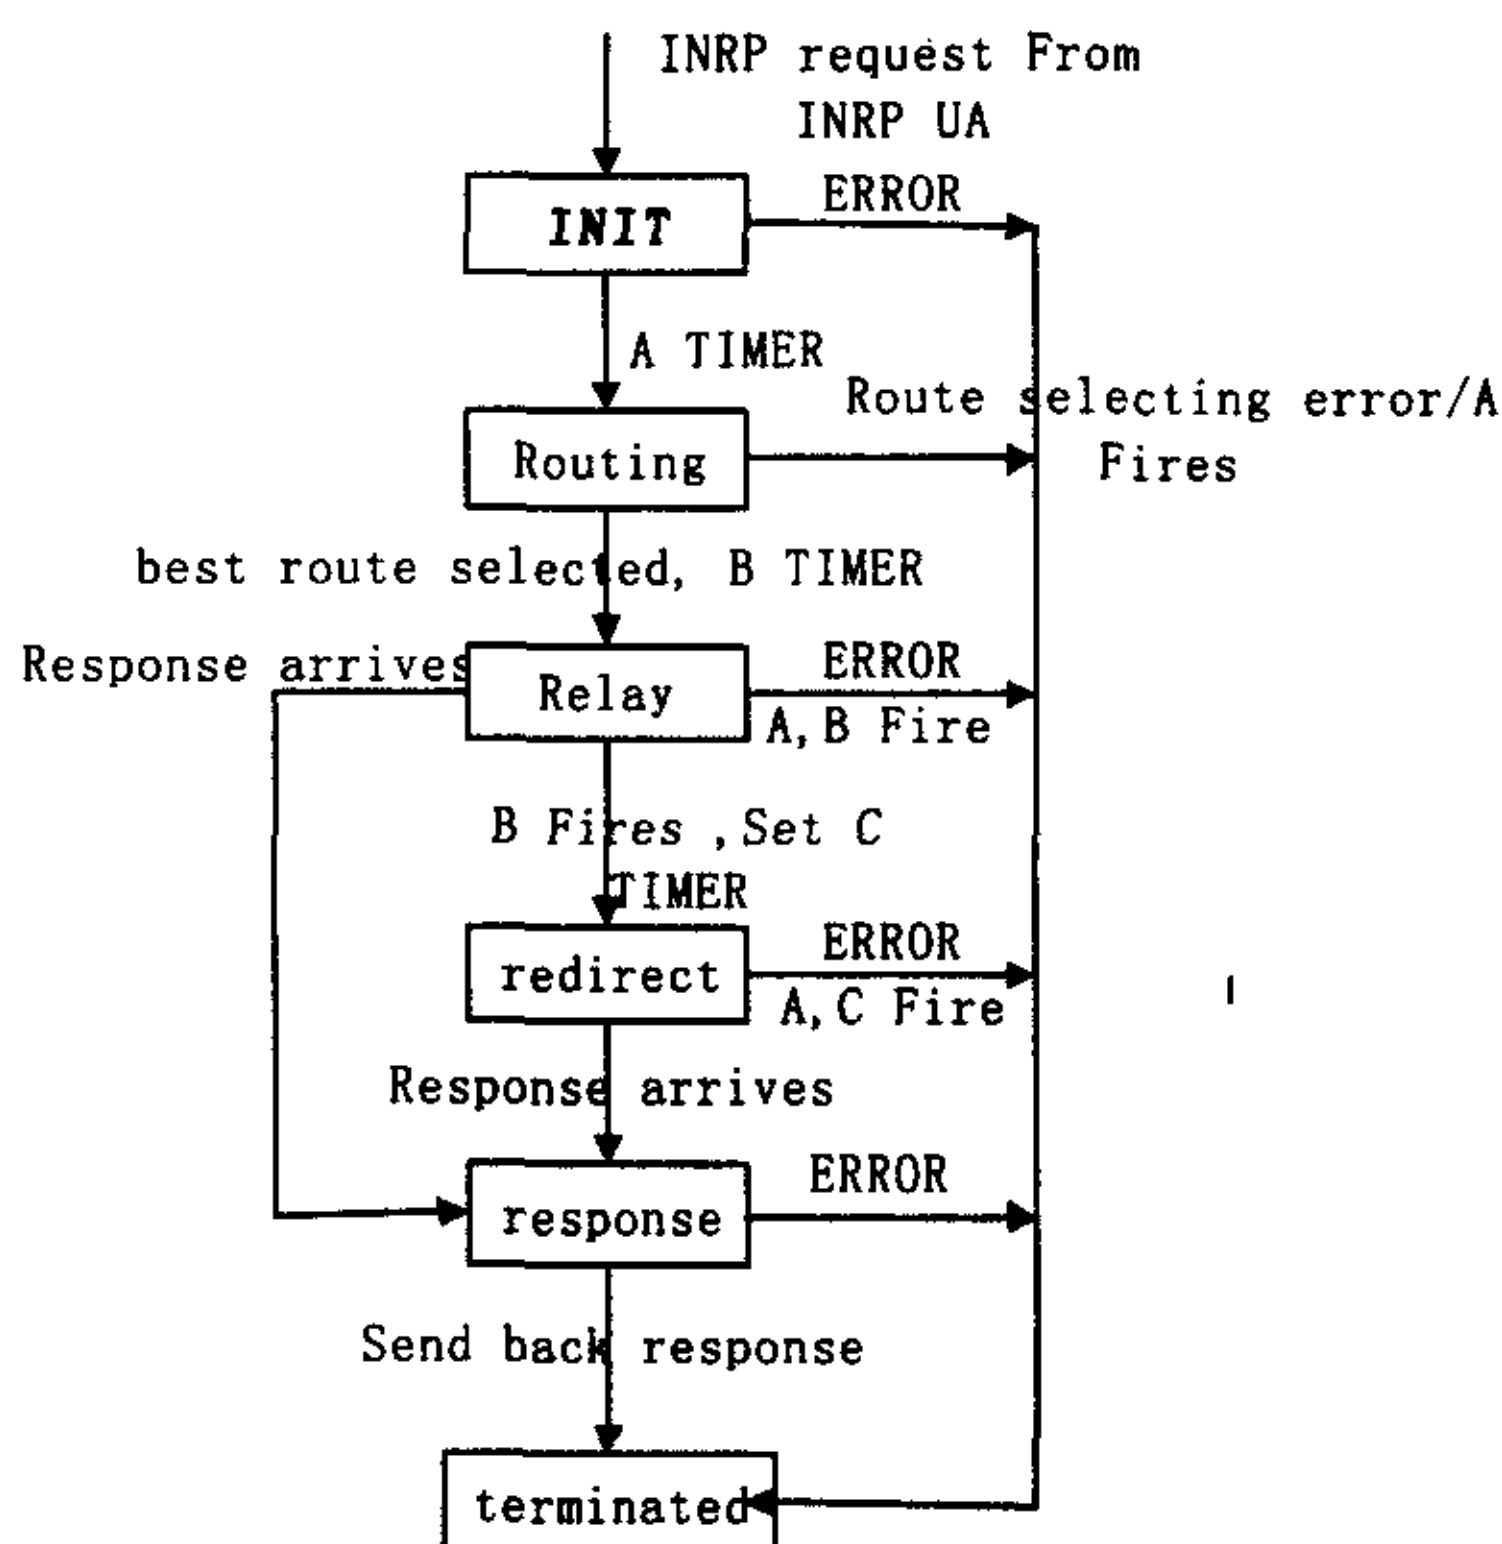 INRP request From
INRP UA
ERROR
INIT
A TIMER
Route selecting error/A
Fires
Routing
best route selected, B TIMER
Response arrives
ERROR
Relay
A,B Fire
B Fires ,Set C
TIMER
ERROR
redirect
A,C Fire
Response arrives
ERROR
response
Send back response
terminated